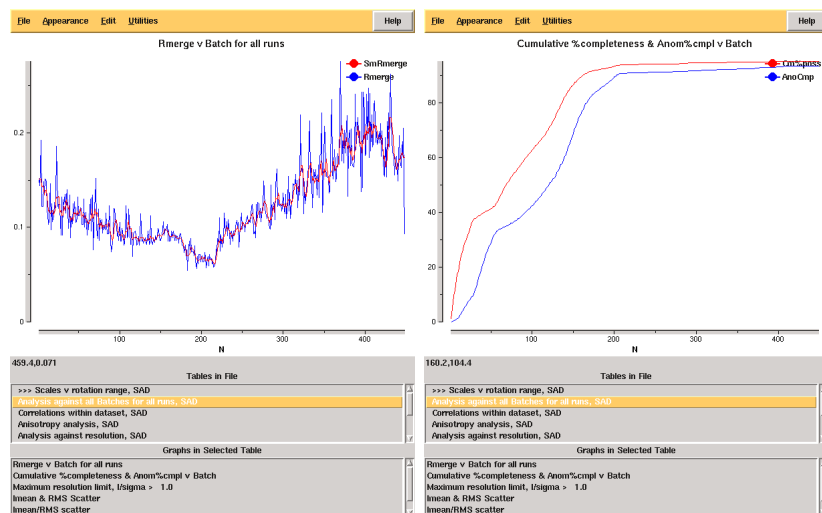 File Appearance Edit Utilities Help
Rmerge v Batch for all runs
SmRmerge
Rmerge
0.2
0.1
0
100 200 300 400
N
459.4,0.071
Tables in File
>>> Scales v rotation range, SAD
Analysis against all Batches for all runs, SAD
Correlations within dataset, SAD
Anisotropy analysis, SAD
Analysis against resolution, SAD
Graphs in Selected Table
Rmerge v Batch for all runs
Cumulative %completeness & Anom%cmpl v Batch
Maximum resolution limit, I/sigma > 1.0
Imean & RMS Scatter
Imean/RMS scatter
File Appearance Edit Utilities Help
Cumulative %completeness & Anom%cmpl v Batch
Cm%poss
AnoCmp
80
60
40
20
0
100 200 300 400
N
160.2,104.4
Tables in File
>>> Scales v rotation range, SAD
Analysis against all Batches for all runs, SAD
Correlations within dataset, SAD
Anisotropy analysis, SAD
Analysis against resolution, SAD
Graphs in Selected Table
Rmerge v Batch for all runs
Cumulative %completeness & Anom%cmpl v Batch
Maximum resolution limit, I/sigma > 1.0
Imean & RMS Scatter
Imean/RMS scatter